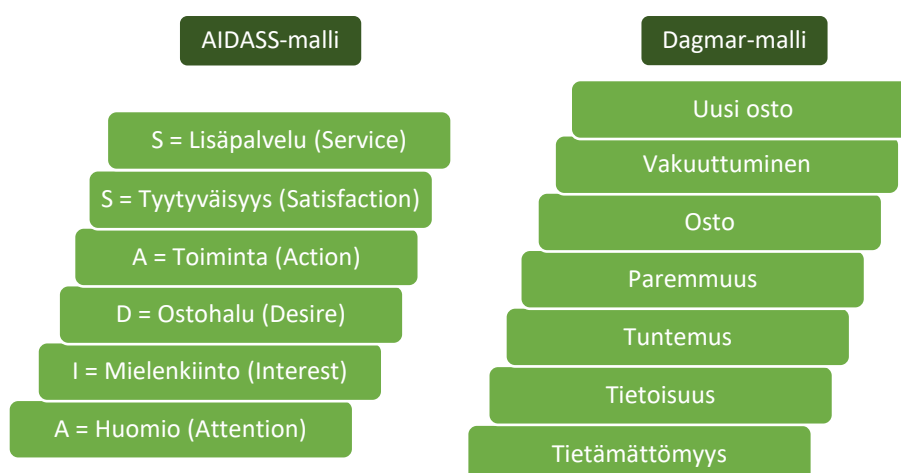 AIDASS-malli
S = Lisäpalvelu (Service)
S = Tyytyväisyys (Satisfaction)
A = Toiminta (Action)
D = Ostohalu (Desire)
I = Mielenkiinto (Interest)
A = Huomio (Attention)
Dagmar-malli
Uusi osto
Vakuuttuminen
Osto
Paremmuus
Tuntemus
Tietoisuus
Tietämättömyys